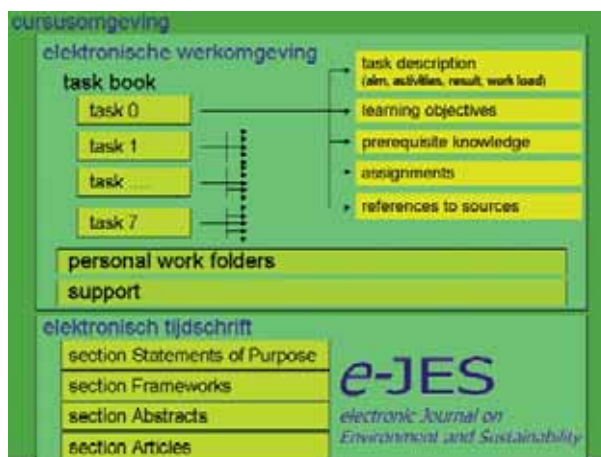 cursusomgeving
elektronische werkomgeving
task book
task 0
task 1
task ....
task 7
task description
(aim, activities, result, work load)
learning objectives
prerequisite knowledge
assignments
references to sources
personal work folders
support
elektronisch tijdschrift
section Statements of Purpose
section Frameworks
section Abstracts
section Articles
e-JES
electronic Journal on
Environment and Sustainability